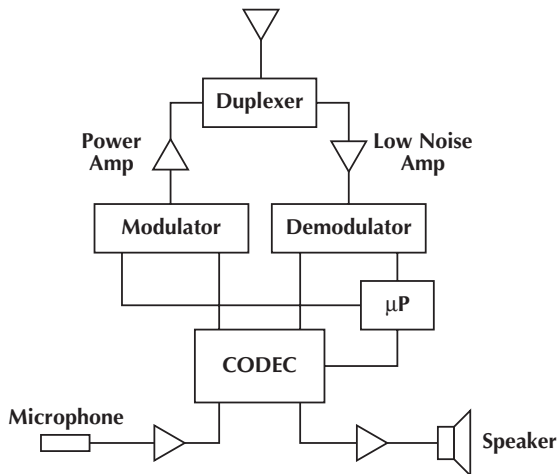 Duplexer
Power
Amp
Low Noise
Amp
Modulator
Demodulator
μP
CODEC
Microphone
Speaker